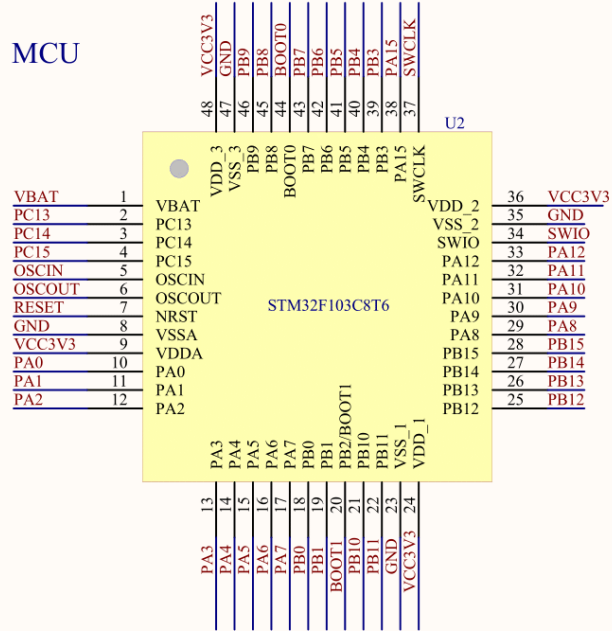 MCU
VCC3V3 GND PB9 PB8 BOOT0 PB7 PB6 PB5 PB4 PB3 PA15 SWCLK
48 47 46 45 44 43 42 41 40 39 38 37
U2
VDD_3 VSS_3 PB9 PB8 BOOT0 PB7 PB6 PB5 PB4 PB3 PA15 SWCLK
VBAT 1 VBAT VDD_2 36 VCC3V3
PC13 2 PC13 VSS_2 35 GND
PC14 3 PC14 SWIO 34 SWIO
PC15 4 PC15 PA12 33 PA12
OSCIN 5 OSCIN PA11 32 PA11
OSCOUT 6 OSCOUT PA10 31 PA10
STM32F103C8T6
RESET 7 NRST PA9 30 PA9
GND 8 VSSA PA8 29 PA8
VCC3V3 9 VDDA PB15 28 PB15
PA0 10 PA0 PB14 27 PB14
PA1 11 PA1 PB13 26 PB13
PA2 12 PA2 PB12 25 PB12
PA3 PA4 PA5 PA6 PA7 PB0 PB1 PB2/BOOT1 PB10 PB11 VSS_1 VDD_1
13 14 15 16 17 18 19 20 21 22 23 24
PA3 PA4 PA5 PA6 PA7 PB0 PB1 BOOT1 PB10 PB11 GND VCC3V3